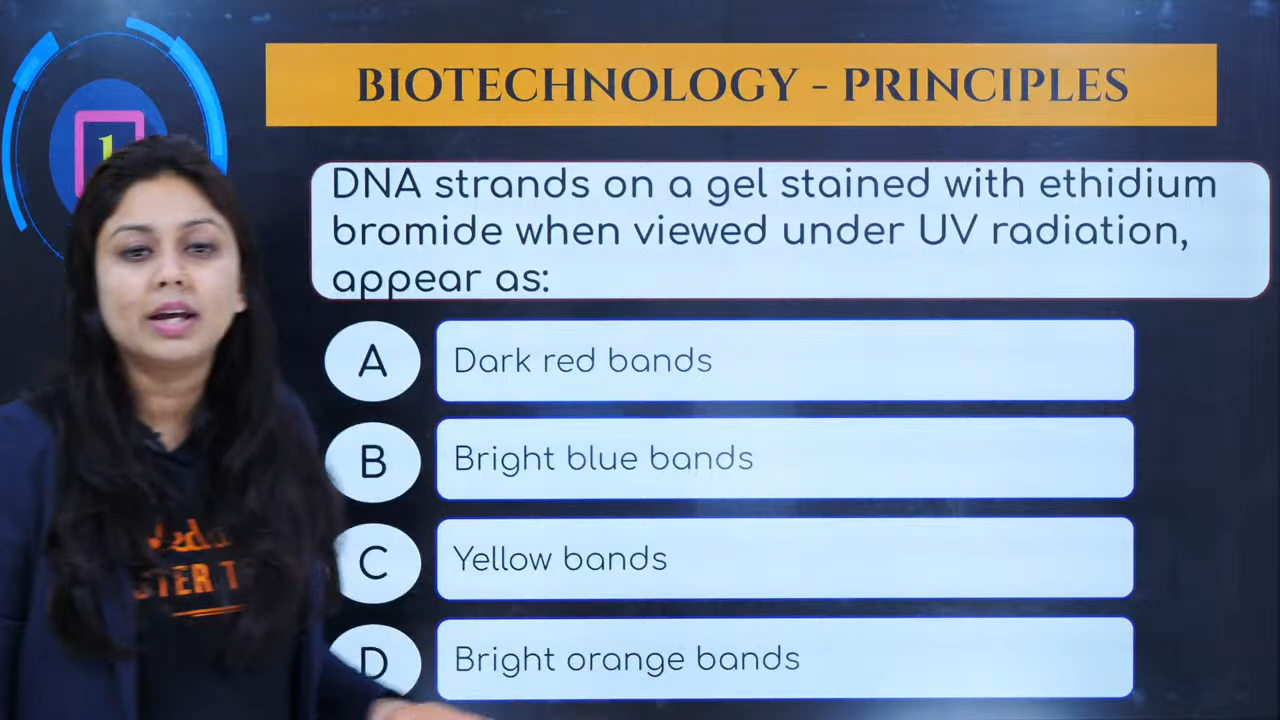 BIOTECHNOLOGY - PRINCIPLES
1
DNA strands on a gel stained with ethidium
bromide when viewed under UV radiation,
appear as:
A
Dark red bands
B
Bright blue bands
C
Yellow bands
D
Bright orange bands